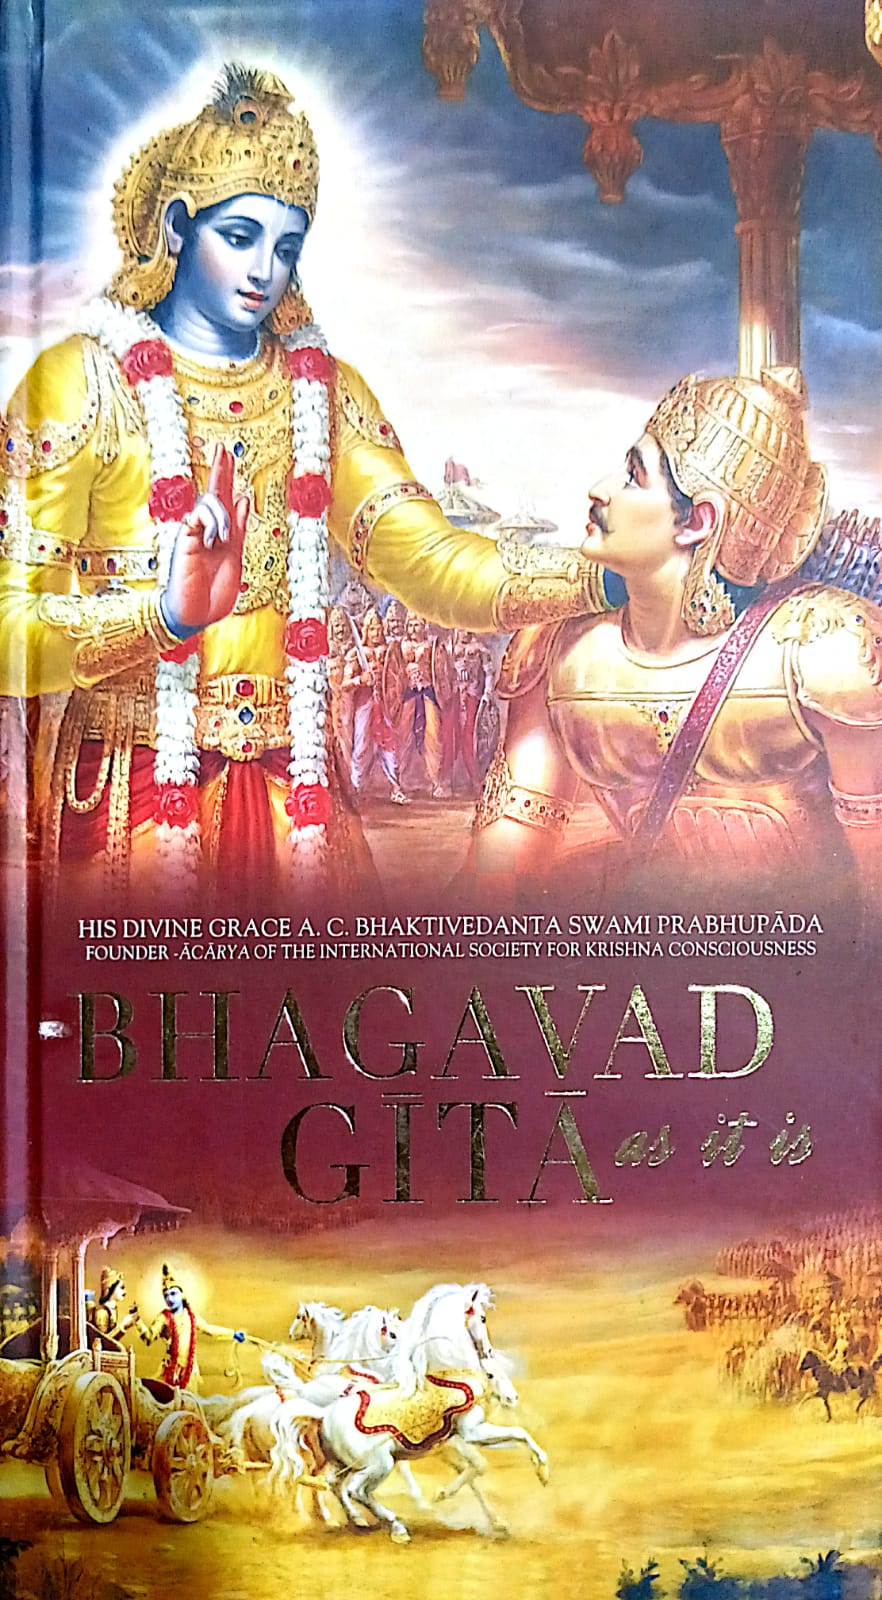 HIS DIVINE GRACE A. C. BHAKTIVEDANTA SWAMI PRABHUPĀDA
FOUNDER -ĀCĀRYA OF THE INTERNATIONAL SOCIETY FOR KRISHNA CONSCIOUSNESS
BHAGAVAD
GĪTĀ as it is